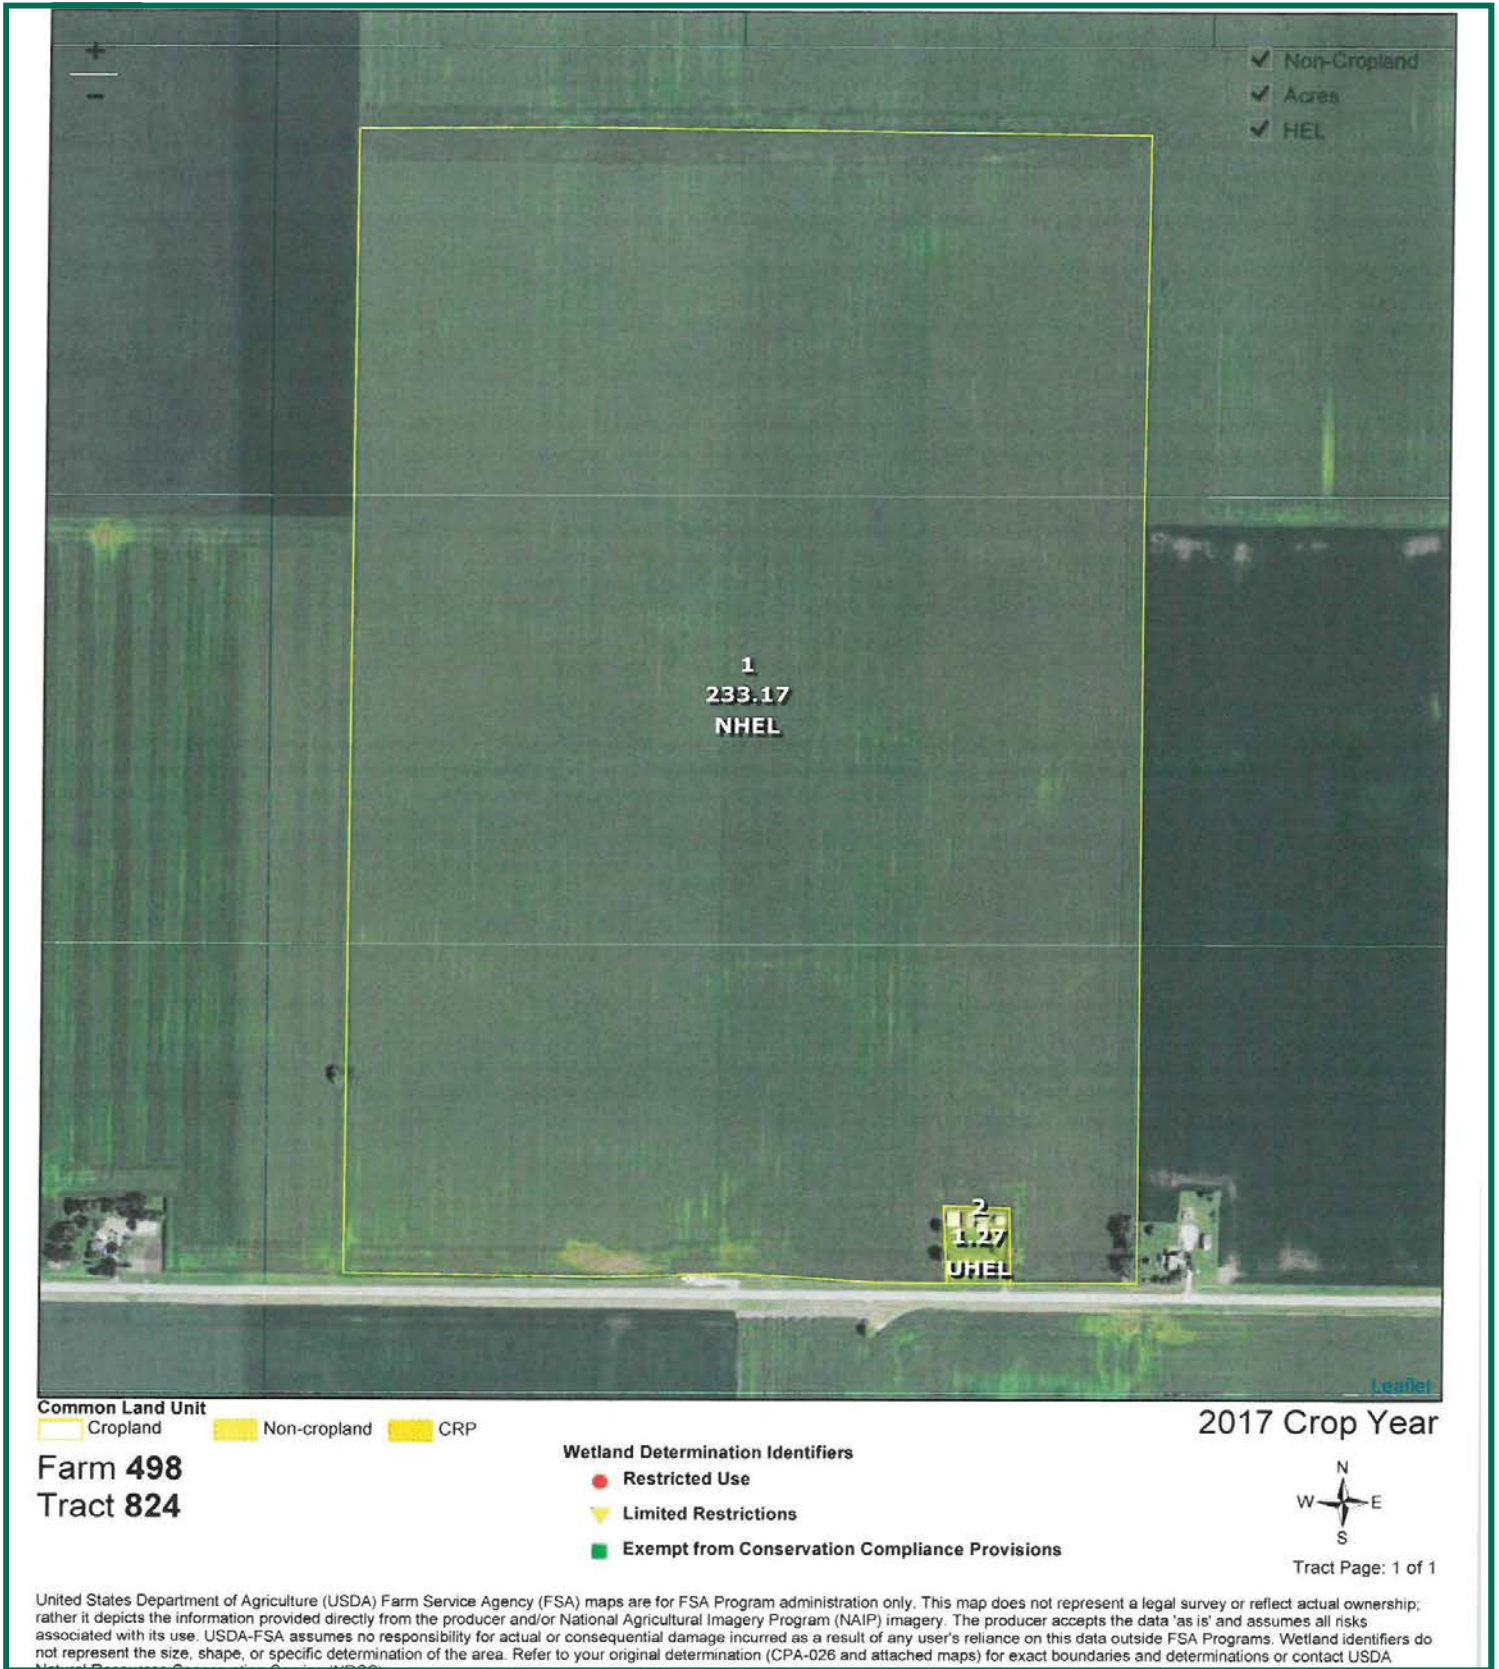 +
−
✓ Non-Cropland
✓ Acres
✓ HEL
1
233.17
NHEL
2
1.27
UHEL
Leaflet
Common Land Unit
Cropland Non-cropland CRP
2017 Crop Year
Farm 498
Tract 824
Wetland Determination Identifiers
Restricted Use
Limited Restrictions
Exempt from Conservation Compliance Provisions
N
W E
S
Tract Page: 1 of 1
United States Department of Agriculture (USDA) Farm Service Agency (FSA) maps are for FSA Program administration only. This map does not represent a legal survey or reflect actual ownership;
rather it depicts the information provided directly from the producer and/or National Agricultural Imagery Program (NAIP) imagery. The producer accepts the data 'as is' and assumes all risks
associated with its use. USDA-FSA assumes no responsibility for actual or consequential damage incurred as a result of any user's reliance on this data outside FSA Programs. Wetland identifiers do
not represent the size, shape, or specific determination of the area. Refer to your original determination (CPA-026 and attached maps) for exact boundaries and determinations or contact USDA